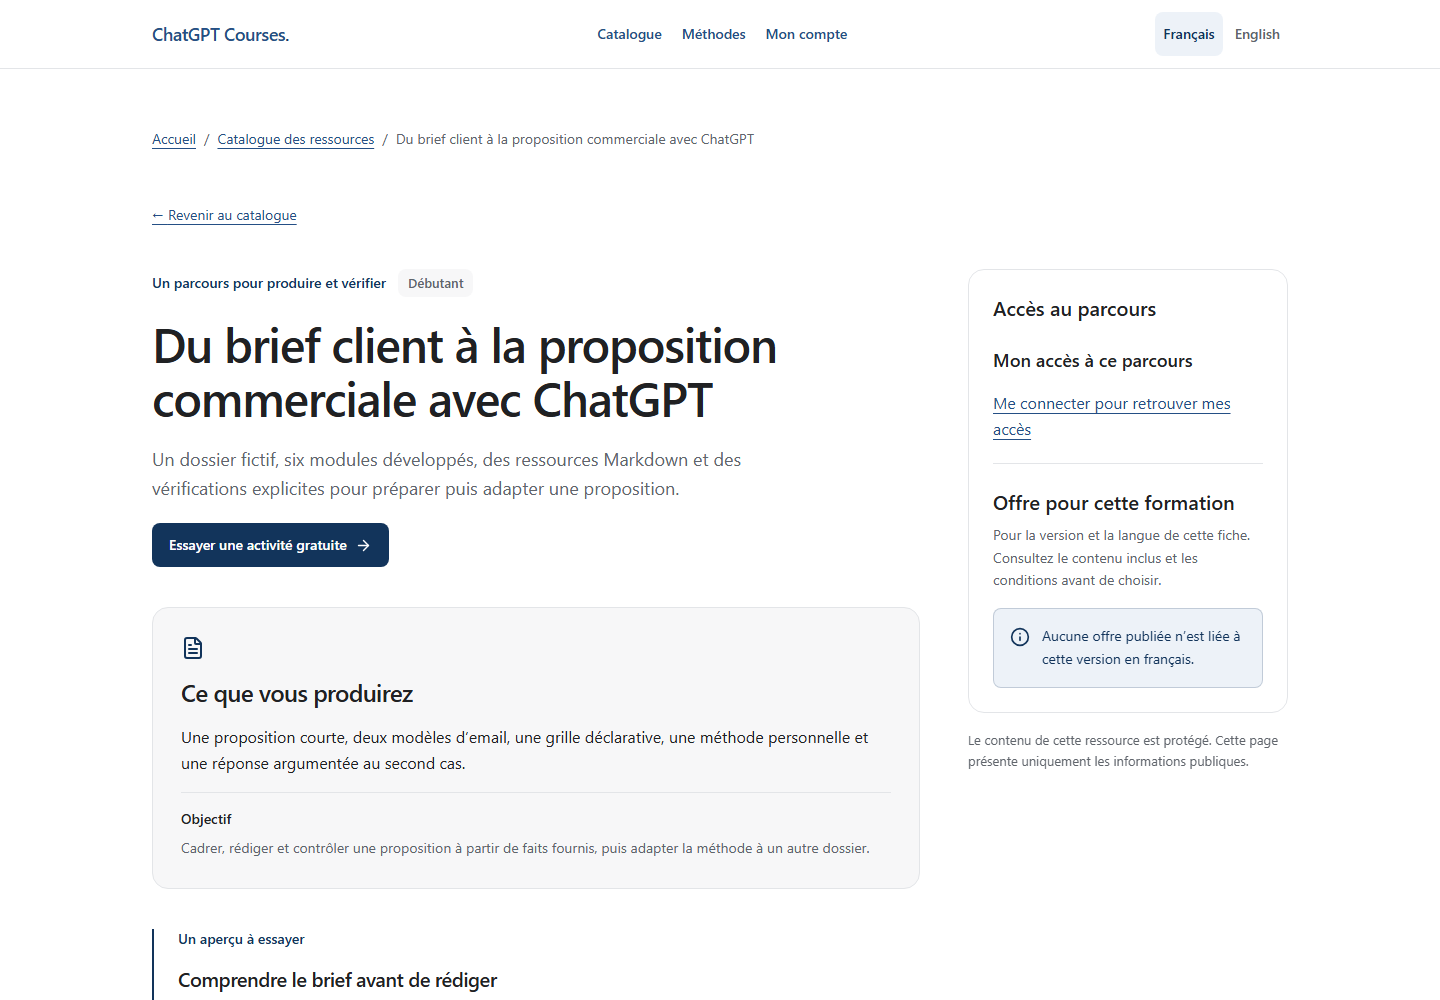 ChatGPT Courses.
Catalogue
Méthodes
Mon compte
Français
English
Accueil / Catalogue des ressources / Du brief client à la proposition commerciale avec ChatGPT
← Revenir au catalogue
Un parcours pour produire et vérifier
Débutant
Du brief client à la proposition
commerciale avec ChatGPT
Un dossier fictif, six modules développés, des ressources Markdown et des
vérifications explicites pour préparer puis adapter une proposition.
Essayer une activité gratuite →
Ce que vous produirez
Une proposition courte, deux modèles d’email, une grille déclarative, une méthode personnelle et
une réponse argumentée au second cas.
Objectif
Cadrer, rédiger et contrôler une proposition à partir de faits fournis, puis adapter la méthode à un autre dossier.
Un aperçu à essayer
Comprendre le brief avant de rédiger
Accès au parcours
Mon accès à ce parcours
Me connecter pour retrouver mes
accès
Offre pour cette formation
Pour la version et la langue de cette fiche.
Consultez le contenu inclus et les
conditions avant de choisir.
Aucune offre publiée n’est liée à
cette version en français.
Le contenu de cette ressource est protégé. Cette page
présente uniquement les informations publiques.